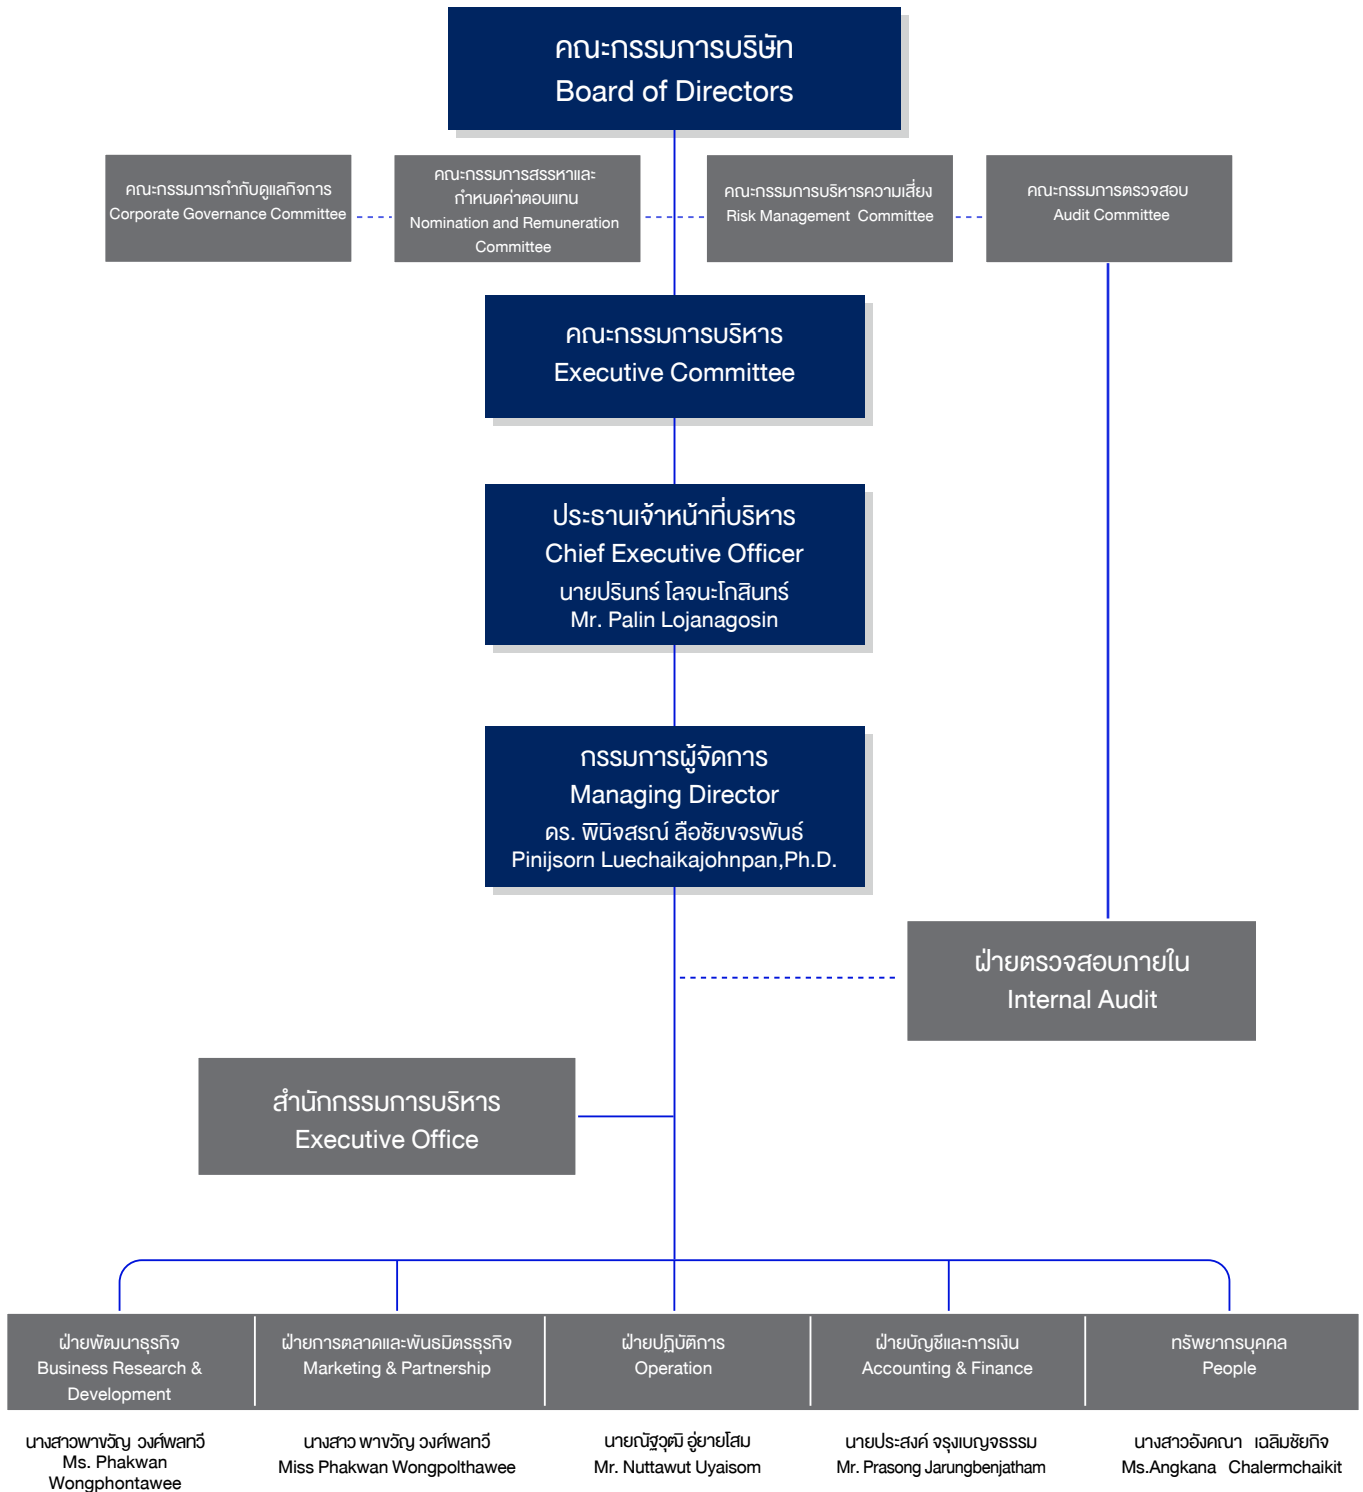 คณะกรรมการบริษัท
Board of Directors
คณะกรรมการกำกับดูแลกิจการ
Corporate Governance Committee
คณะกรรมการสรรหาและ
กำหนดค่าตอบแทน
Nomination and Remuneration
Committee
คณะกรรมการบริหารความเสี่ยง
Risk Management Committee
คณะกรรมการตรวจสอบ
Audit Committee
คณะกรรมการบริหาร
Executive Committee
ประธานเจ้าหน้าที่บริหาร
Chief Executive Officer
นายปรินทร์ โลจนะโกสินทร์
Mr. Palin Lojanagosin
กรรมการผู้จัดการ
Managing Director
ดร. พินิจสรณ์ ลือชัยขจรพันธ์
Pinijsorn Luechaikajohnpan,Ph.D.
ฝ่ายตรวจสอบภายใน
Internal Audit
สำนักกรรมการบริหาร
Executive Office
ฝ่ายพัฒนาธุรกิจ
Business Research &
Development
ฝ่ายการตลาดและพันธมิตรธุรกิจ
Marketing & Partnership
ฝ่ายปฏิบัติการ
Operation
ฝ่ายบัญชีและการเงิน
Accounting & Finance
ทรัพยากรบุคคล
People
นางสาวพาขวัญ วงศ์พลทวี
Ms. Phakwan
Wongphontawee
นางสาว พาขวัญ วงศ์พลทวี
Miss Phakwan Wongpolthawee
นายณัฐวุฒิ อู่ยายโสม
Mr. Nuttawut Uyaisom
นายประสงค์ จรุงเบญจธรรม
Mr. Prasong Jarungbenjatham
นางสาวอังคณา เฉลิมชัยกิจ
Ms.Angkana Chalermchaikit